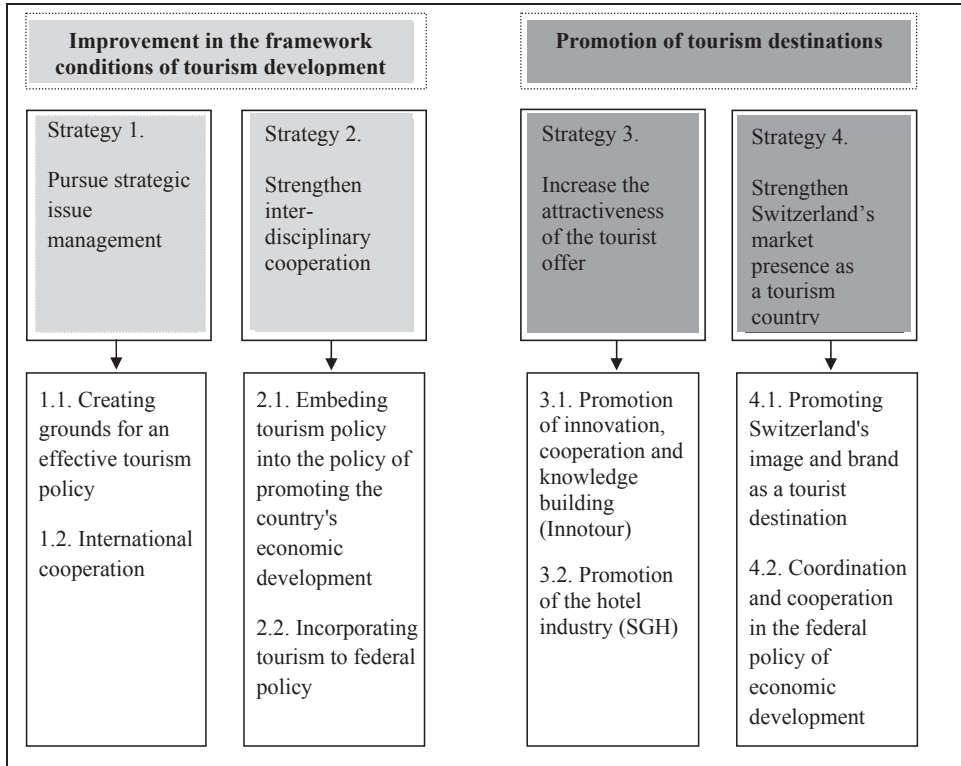 Improvement in the framework
conditions of tourism development
Promotion of tourism destinations
Strategy 1.
Pursue strategic
issue
management
Strategy 2.
Strengthen
inter-
disciplinary
cooperation
Strategy 3.
Increase the
attractiveness
of the tourist
offer
Strategy 4.
Strengthen
Switzerland’s
market
presence as
a tourism
country
1.1. Creating
grounds for an
effective tourism
policy
1.2. International
cooperation
2.1. Embeding
tourism policy
into the policy of
promoting the
country's
economic
development
2.2. Incorporating
tourism to federal
policy
3.1. Promotion
of innovation,
cooperation and
knowledge
building
(Innotour)
3.2. Promotion
of the hotel
industry (SGH)
4.1. Promoting
Switzerland's
image and brand
as a tourist
destination
4.2. Coordination
and cooperation
in the federal
policy of
economic
development